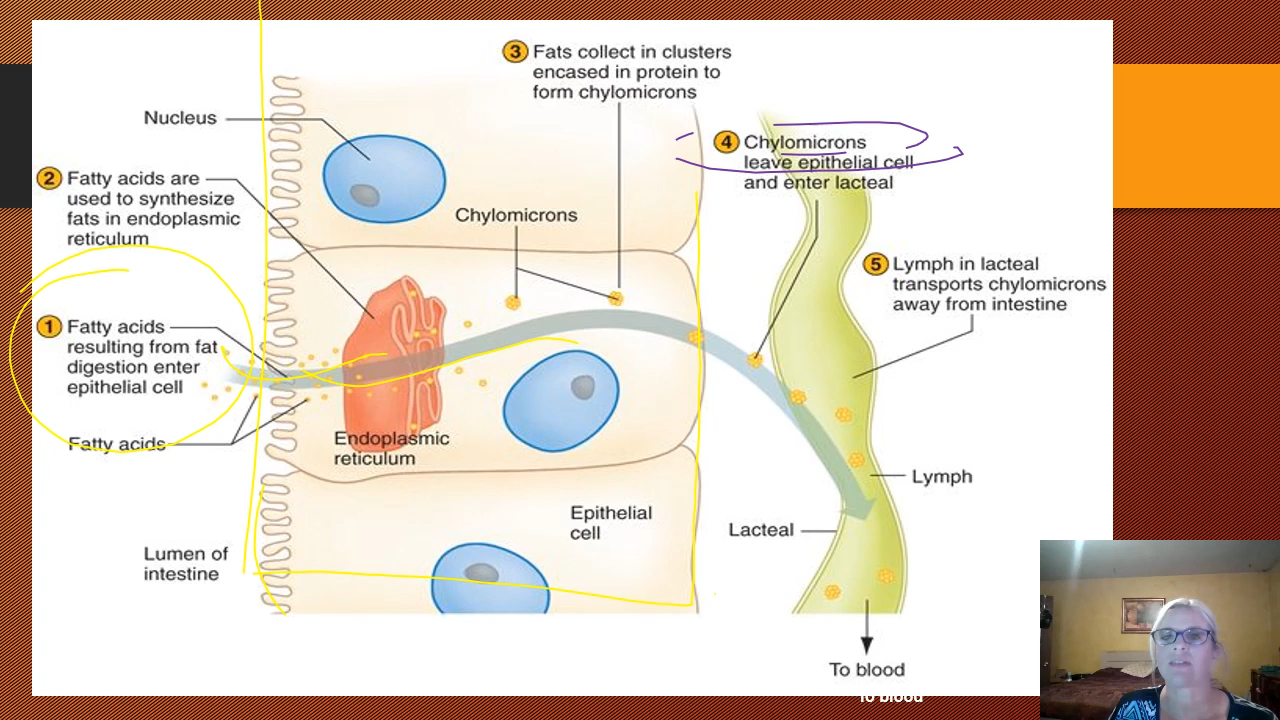 3 Fats collect in clusters
encased in protein to
form chylomicrons
Nucleus
4 Chylomicrons
leave epithelial cell
and enter lacteal
2 Fatty acids are
used to synthesize
fats in endoplasmic
reticulum
Chylomicrons
5 Lymph in lacteal
transports chylomicrons
away from intestine
1 Fatty acids
resulting from fat
digestion enter
epithelial cell
Fatty acids
Endoplasmic
reticulum
Lymph
Epithelial
cell
Lacteal
Lumen of
intestine
To blood
To blood